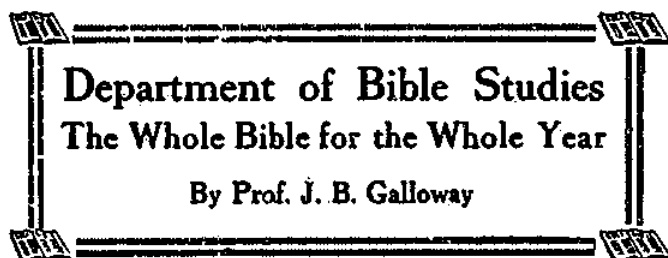 Department of Bible Studies
The Whole Bible for the Whole Year
By Prof. J. B. Galloway